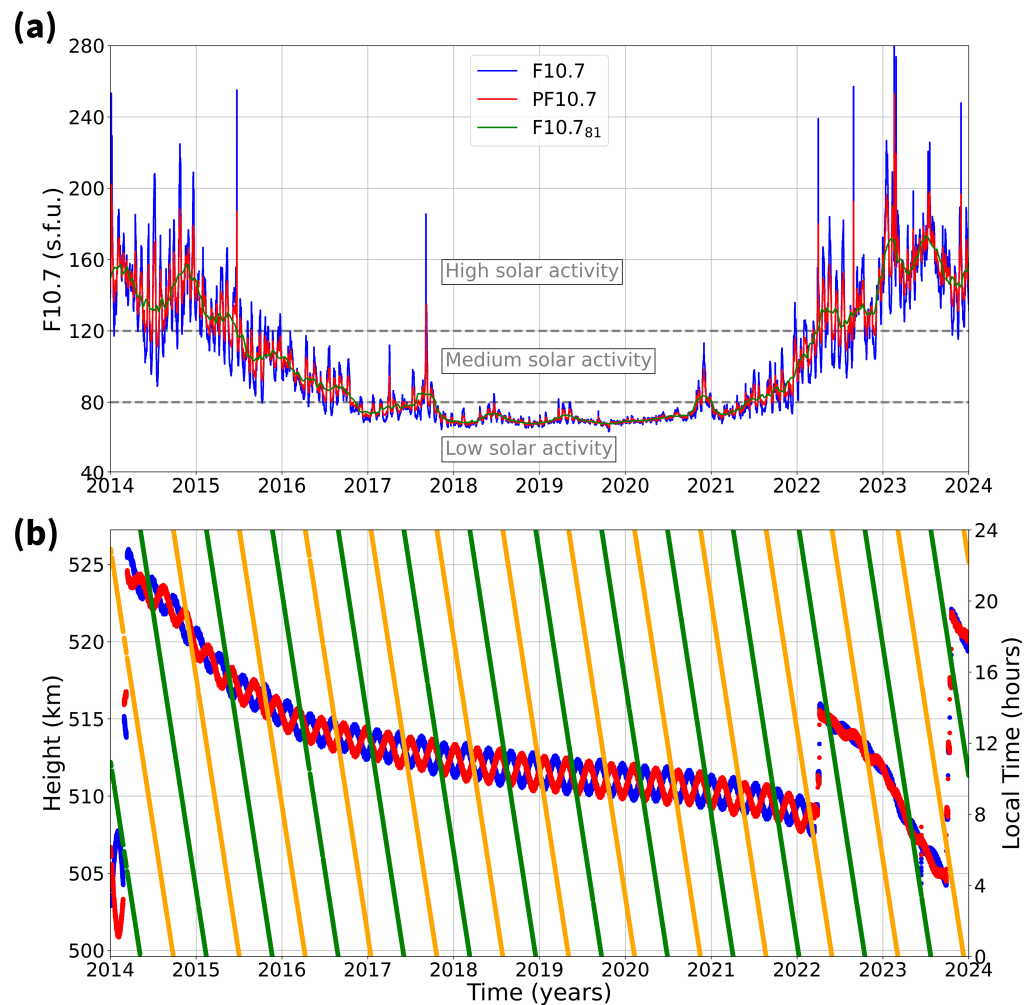 (a)
F10.7 (s.f.u.)
280
240
200
160
120
80
40
F10.7
PF10.7
F10.7₈₁
High solar activity
Medium solar activity
Low solar activity
2014 2015 2016 2017 2018 2019 2020 2021 2022 2023 2024
(b)
Height (km)
525
520
515
510
505
500
24
20
16
12
8
4
0
Local Time (hours)
2014 2015 2016 2017 2018 2019 2020 2021 2022 2023 2024
Time (years)